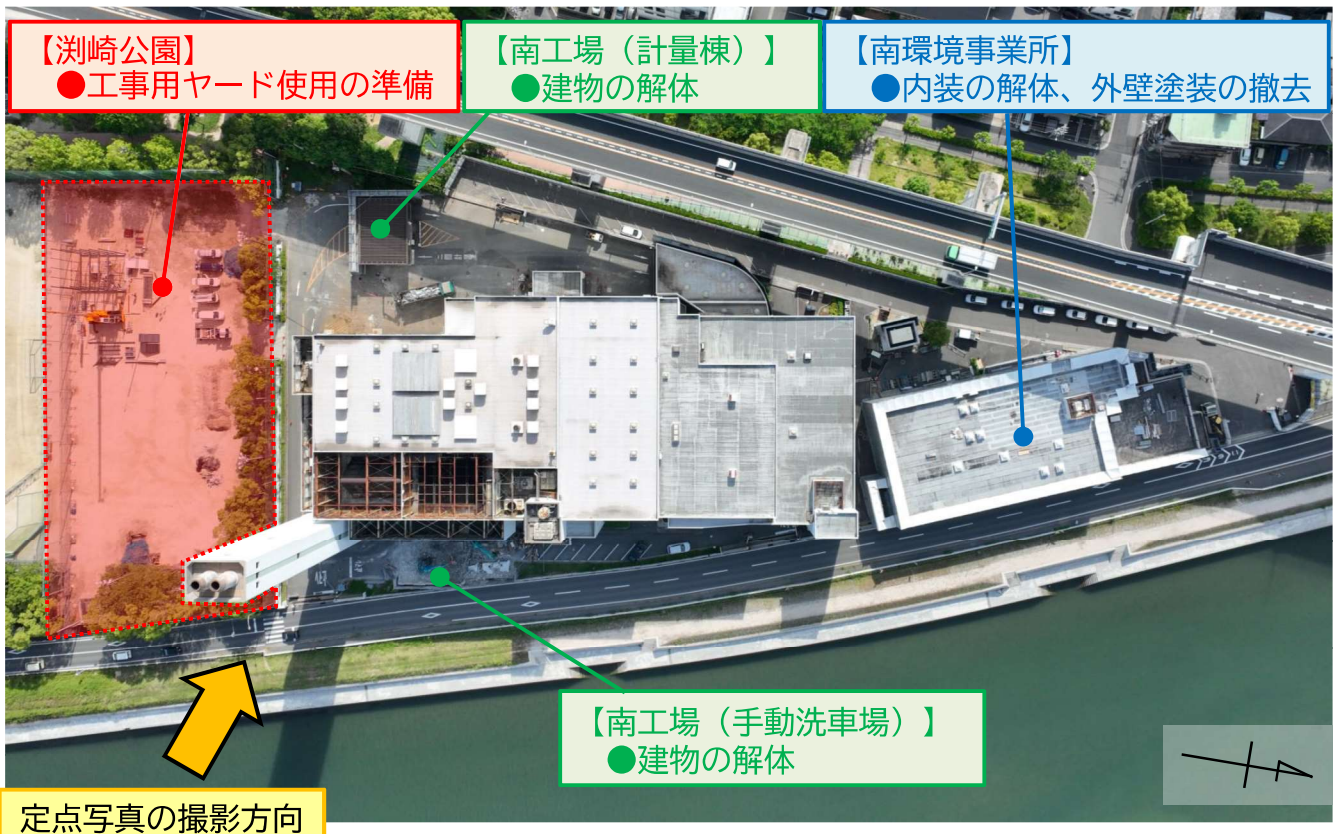 【渕崎公園】
●工事用ヤード使用の準備
【南工場（計量棟）】
●建物の解体
【南環境事業所】
●内装の解体、外壁塗装の撤去
【南工場（手動洗車場）】
●建物の解体
定点写真の撮影方向